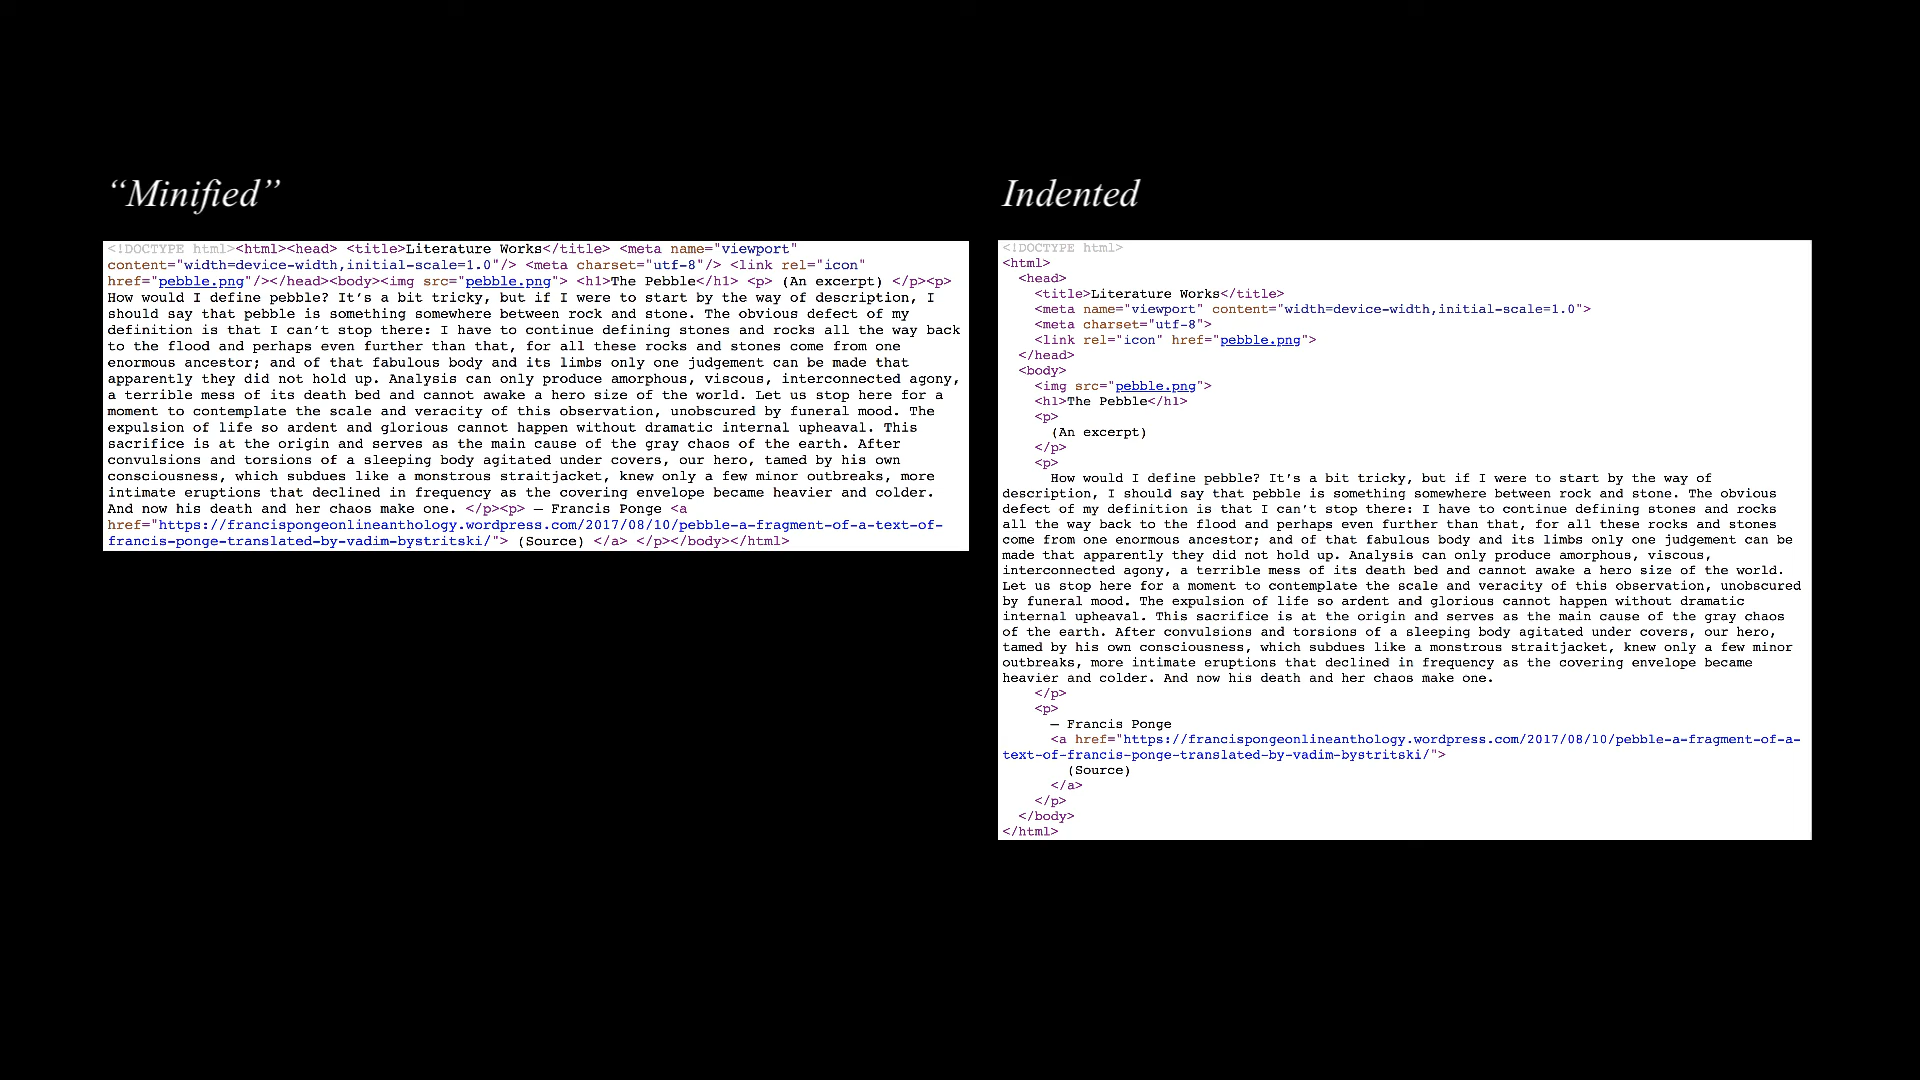 “Minified”
<!DOCTYPE html><html><head> <title>Literature Works</title> <meta name="viewport"
content="width=device-width,initial-scale=1.0"/> <meta charset="utf-8"/> <link rel="icon"
href="pebble.png"/></head><body><img src="pebble.png"> <h1>The Pebble</h1> <p> (An excerpt) </p><p>
How would I define pebble? It’s a bit tricky, but if I were to start by the way of description, I
should say that pebble is something somewhere between rock and stone. The obvious defect of my
definition is that I can’t stop there: I have to continue defining stones and rocks all the way back
to the flood and perhaps even further than that, for all these rocks and stones come from one
enormous ancestor; and of that fabulous body and its limbs only one judgement can be made that
apparently they did not hold up. Analysis can only produce amorphous, viscous, interconnected agony,
a terrible mess of its death bed and cannot awake a hero size of the world. Let us stop here for a
moment to contemplate the scale and veracity of this observation, unobscured by funeral mood. The
expulsion of life so ardent and glorious cannot happen without dramatic internal upheaval. This
sacrifice is at the origin and serves as the main cause of the gray chaos of the earth. After
convulsions and torsions of a sleeping body agitated under covers, our hero, tamed by his own
consciousness, which subdues like a monstrous straitjacket, knew only a few minor outbreaks, more
intimate eruptions that declined in frequency as the covering envelope became heavier and colder.
And now his death and her chaos make one. </p><p> — Francis Ponge <a
href="https://francispongeonlineanthology.wordpress.com/2017/08/10/pebble-a-fragment-of-a-text-of-
francis-ponge-translated-by-vadim-bystritski/"> (Source) </a> </p></body></html>
Indented
<!DOCTYPE html>
<html>
<head>
<title>Literature Works</title>
<meta name="viewport" content="width=device-width,initial-scale=1.0">
<meta charset="utf-8">
<link rel="icon" href="pebble.png">
</head>
<body>
<img src="pebble.png">
<h1>The Pebble</h1>
<p>
(An excerpt)
</p>
<p>
How would I define pebble? It’s a bit tricky, but if I were to start by the way of
description, I should say that pebble is something somewhere between rock and stone. The obvious
defect of my definition is that I can’t stop there: I have to continue defining stones and rocks
all the way back to the flood and perhaps even further than that, for all these rocks and stones
come from one enormous ancestor; and of that fabulous body and its limbs only one judgement can be
made that apparently they did not hold up. Analysis can only produce amorphous, viscous,
interconnected agony, a terrible mess of its death bed and cannot awake a hero size of the world.
Let us stop here for a moment to contemplate the scale and veracity of this observation, unobscured
by funeral mood. The expulsion of life so ardent and glorious cannot happen without dramatic
internal upheaval. This sacrifice is at the origin and serves as the main cause of the gray chaos
of the earth. After convulsions and torsions of a sleeping body agitated under covers, our hero,
tamed by his own consciousness, which subdues like a monstrous straitjacket, knew only a few minor
outbreaks, more intimate eruptions that declined in frequency as the covering envelope became
heavier and colder. And now his death and her chaos make one.
</p>
<p>
— Francis Ponge
<a href="https://francispongeonlineanthology.wordpress.com/2017/08/10/pebble-a-fragment-of-a-
text-of-francis-ponge-translated-by-vadim-bystritski/">
(Source)
</a>
</p>
</body>
</html>